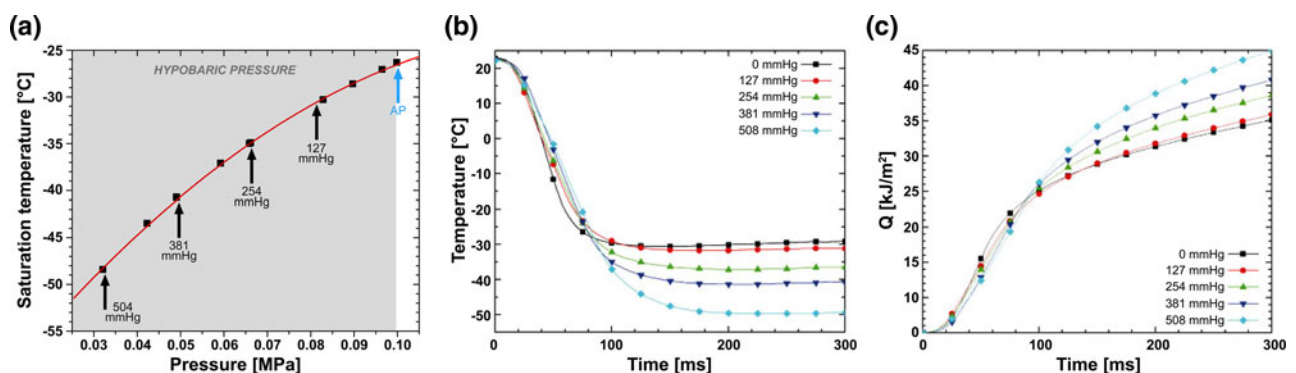 (a)
-25
-30
-35
-40
-45
-50
-55
Saturation temperature [°C]
HYPOBARIC PRESSURE
AP
127
mmHg
254
mmHg
381
mmHg
504
mmHg
0.03 0.04 0.05 0.06 0.07 0.08 0.09 0.10
Pressure [MPa]
(b)
20
10
0
-10
-20
-30
-40
-50
Temperature [°C]
0 mmHg
127 mmHg
254 mmHg
381 mmHg
508 mmHg
0 100 200 300
Time [ms]
(c)
45
40
35
30
25
20
15
10
5
0
Q [kJ/m²]
0 mmHg
127 mmHg
254 mmHg
381 mmHg
508 mmHg
0 100 200 300
Time [ms]